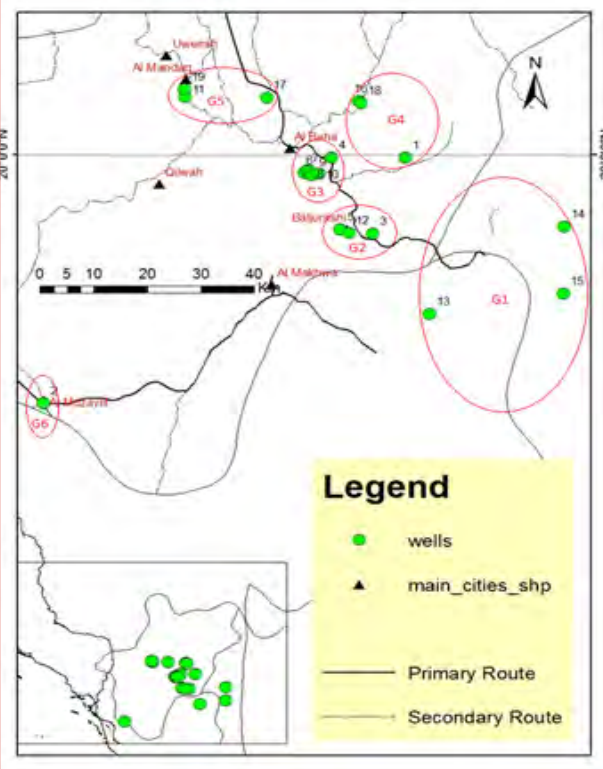 Uwerrah
N
Al Mandaq
19
17
18
11
G5
G4
20°0'0"N
Al Baha
4
1
Qilwah
G3
14
Baljurashi
12
3
G2
0 5 10 20 30 40
Km
Al Makhwa
15
G1
13
2
G6
Legend
wells
main_cities_shp
Primary Route
Secondary Route